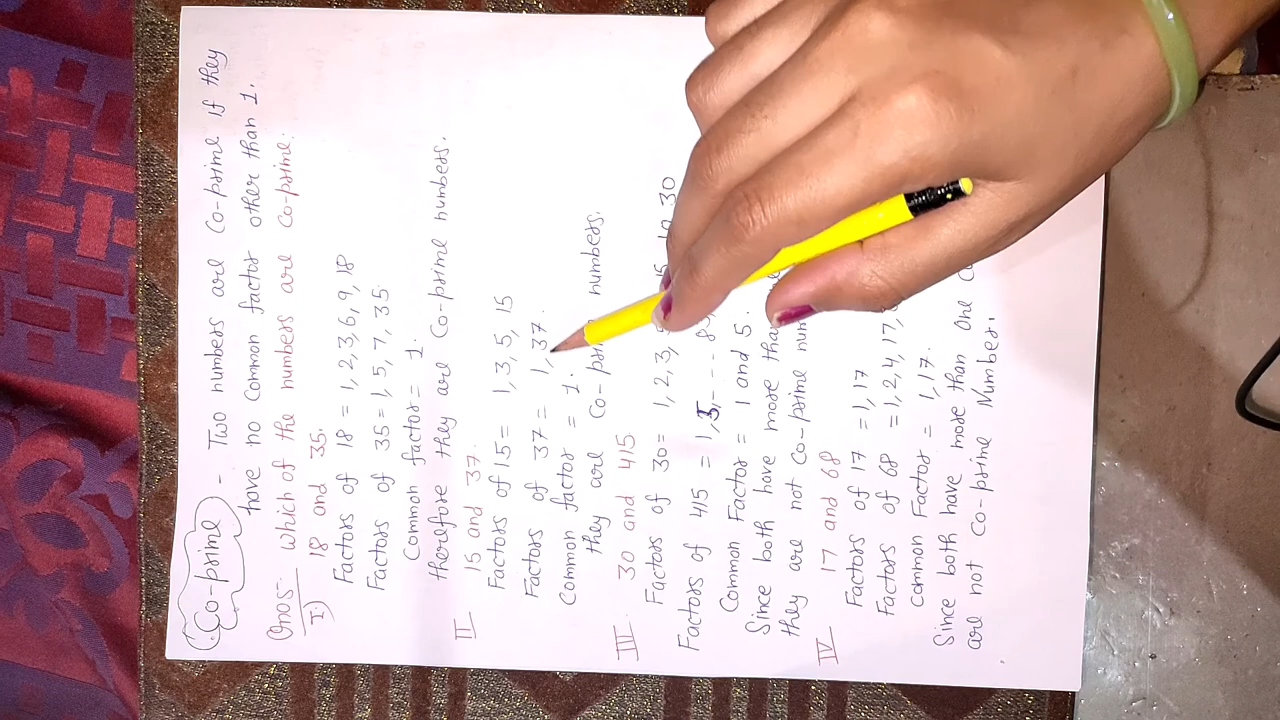 Co-prime - Two numbers are Co-prime if they
have no common factor other than 1.
Qno5- which of the numbers are Co-prime.
I.) 18 and 35.
Factors of 18 = 1, 2, 3, 6, 9, 18
Factors of 35 = 1, 5, 7, 35.
Common factor = 1.
therefore they are Co-prime numbers.
II 15 and 37.
Factors of 15 = 1, 3, 5, 15
Factors of 37 = 1, 37.
Common factor = 1.
they are numbers.
III. 30 and 415
Factors of 30 = 1, 2, 3, 30
Factors of 415 = 1, 5, - - - -
Common Factor = 1 and 5.
Since both have more
they are not Co-prime
IV 17 and 68
Factors of 17 = 1, 17
Factors of 68 = 1, 2, 4, 17,
Common Factor = 1, 17.
Since both have more than One
are not Co-prime Number.